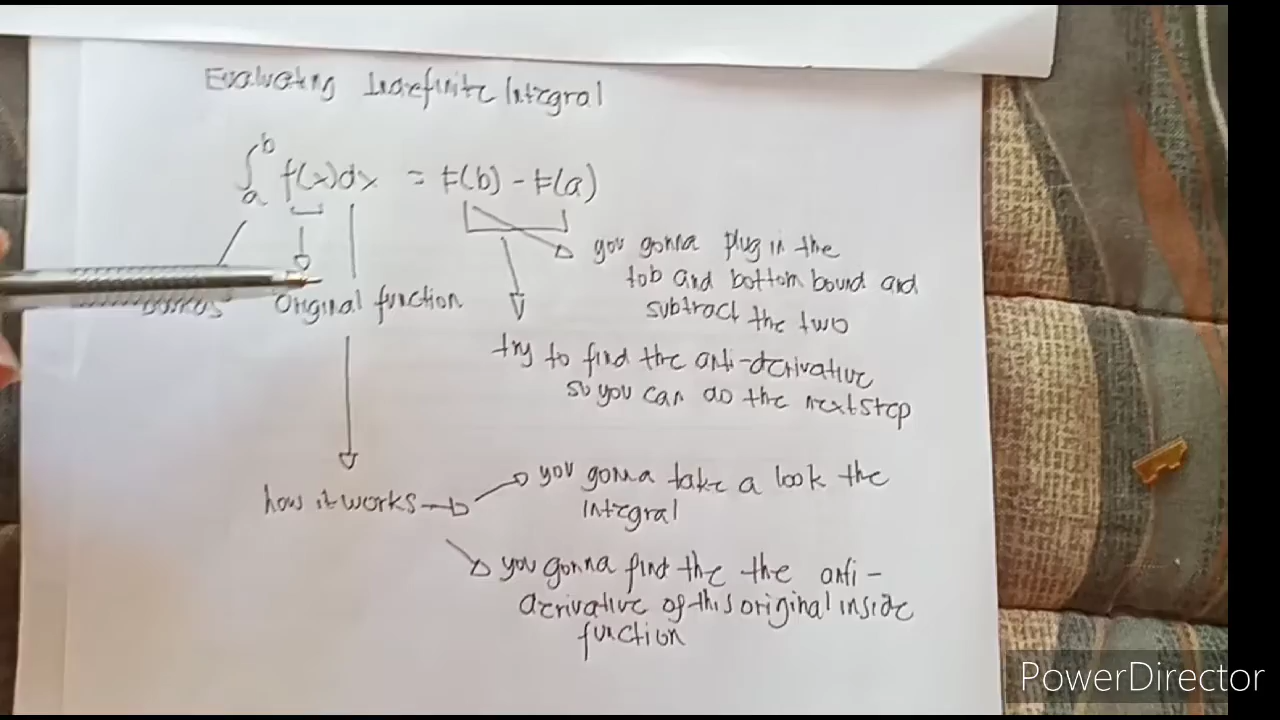 Evaluating Indefinite Integral
∫ₐᵇ f(x)dx = F(b) - F(a)
you gonna plug in the
tob and bottom bound and
subtract the two
original function
try to find the anti-derivative
so you can do the next step
how it works
you gonna take a look the
Integral
you gonna find the the anti-
derivative of this original inside
function
PowerDirector